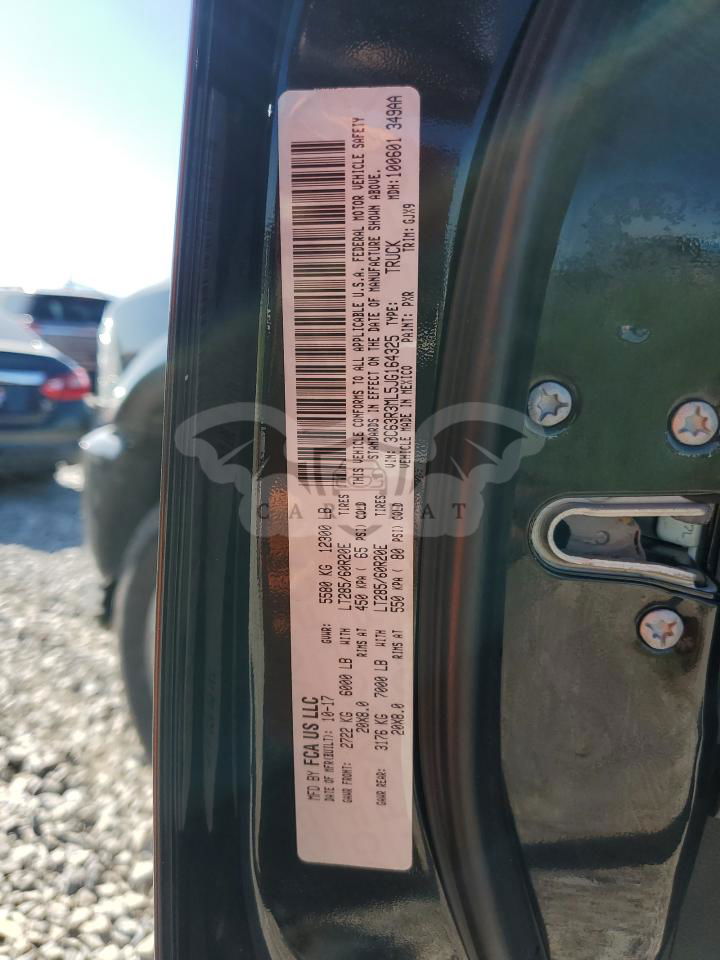 MFD BY FCA US LLC
DATE OF MFR(BUILT): 10-17
GVWR: 5580 KG 12300 LB
GAWR FRONT: 2722 KG 6000 LB WITH LT285/60R20E TIRES
20X8.0 RIMS AT 450 KPA ( 65 PSI) COLD
GAWR REAR: 3176 KG 7000 LB WITH LT285/60R20E TIRES
20X8.0 RIMS AT 550 KPA ( 80 PSI) COLD
THIS VEHICLE CONFORMS TO ALL APPLICABLE U.S.A. FEDERAL MOTOR VEHICLE SAFETY
STANDARDS IN EFFECT ON THE DATE OF MANUFACTURE SHOWN ABOVE.
VIN: 3C63R3ML5JG164325 TYPE: TRUCK MDH:100601 349AA
VEHICLE MADE IN MEXICO PAINT: PXR TRIM: GJX9